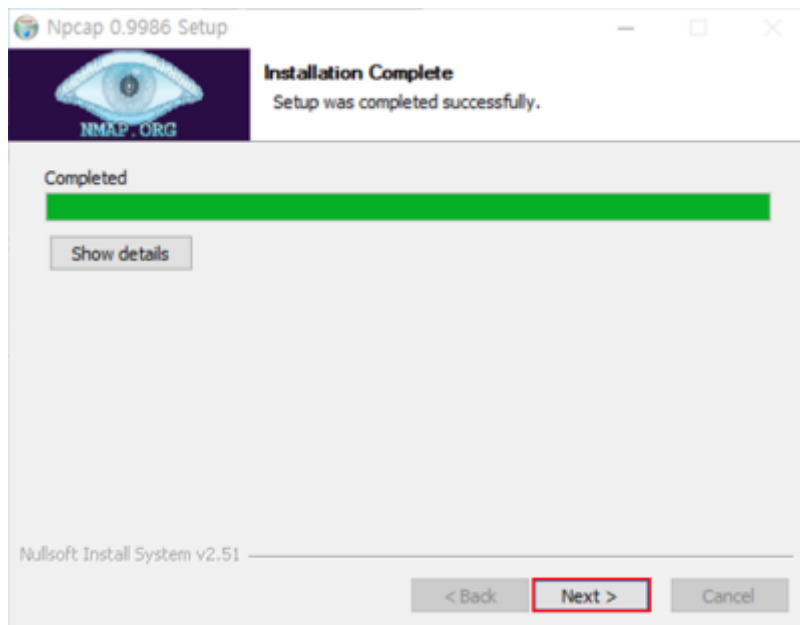 Npcap 0.9986 Setup
NMAP.ORG
Installation Complete
Setup was completed successfully.
Completed
Show details
Nullsoft Install System v2.51
< Back
Next >
Cancel